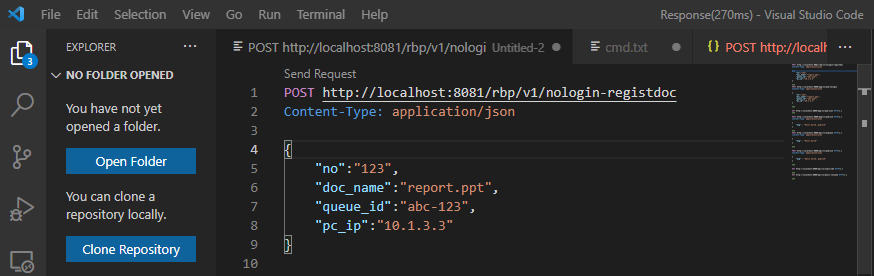 File Edit Selection View Go Run Terminal Help Response(270ms) - Visual Studio Code
EXPLORER
NO FOLDER OPENED
You have not yet
opened a folder.
Open Folder
You can clone a
repository locally.
Clone Repository
3
POST http://localhost:8081/rbp/v1/nologi Untitled-2
cmd.txt
{} POST http://localh
...
Send Request
1 POST http://localhost:8081/rbp/v1/nologin-registdoc
2 Content-Type: application/json
3
4 {
5 "no":"123",
6 "doc_name":"report.ppt",
7 "queue_id":"abc-123",
8 "pc_ip":"10.1.3.3"
9 }
10